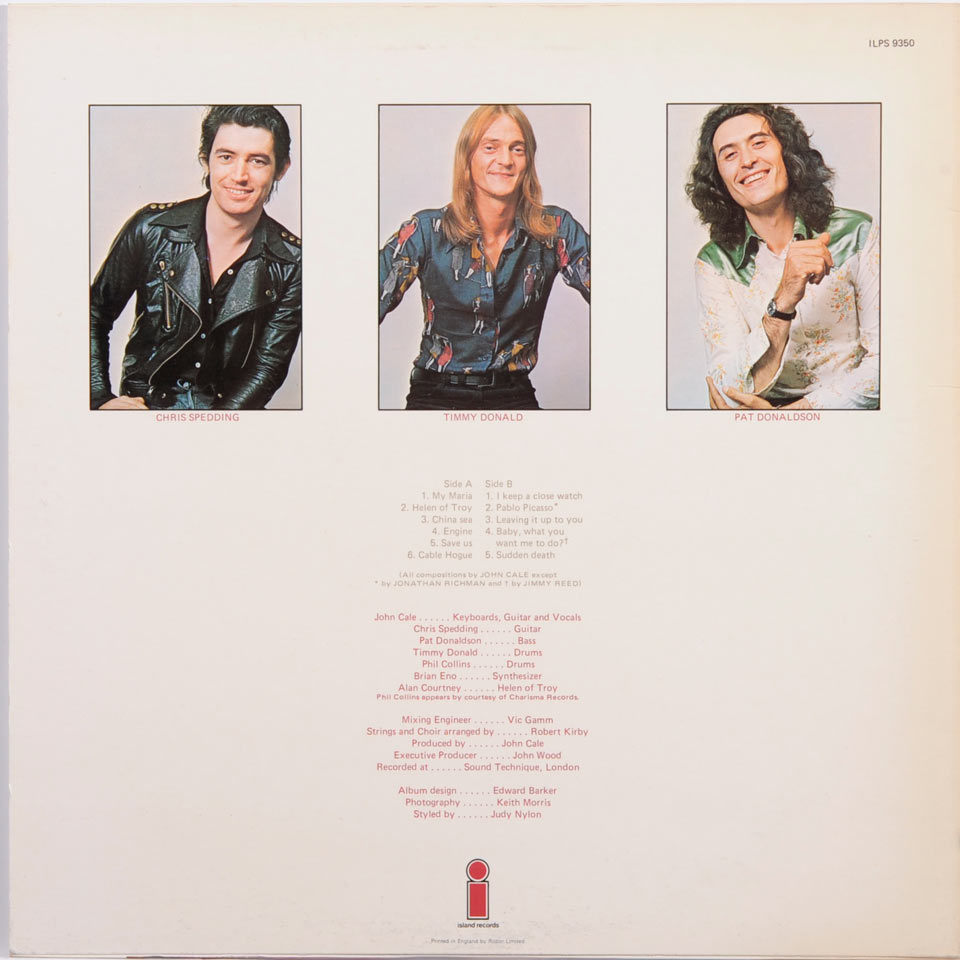 ILPS 9350
CHRIS SPEDDING
TIMMY DONALD
PAT DONALDSON
Side A
1. My Maria
2. Helen of Troy
3. China sea
4. Engine
5. Save us
6. Cable Hogue
Side B
1. I keep a close watch
2. Pablo Picasso*
3. Leaving it up to you
4. Baby, what you
want me to do?†
5. Sudden death
(All compositions by JOHN CALE except
* by JONATHAN RICHMAN and † by JIMMY REED)
John Cale . . . . . . Keyboards, Guitar and Vocals
Chris Spedding . . . . . . Guitar
Pat Donaldson . . . . . . Bass
Timmy Donald . . . . . . Drums
Phil Collins . . . . . . Drums
Brian Eno . . . . . . Synthesizer
Alan Courtney . . . . . . Helen of Troy
Phil Collins appears by courtesy of Charisma Records.
Mixing Engineer . . . . . . Vic Gamm
Strings and Choir arranged by . . . . . . Robert Kirby
Produced by . . . . . . John Cale
Executive Producer . . . . . . John Wood
Recorded at . . . . . . Sound Technique, London
Album design . . . . . . Edward Barker
Photography . . . . . . Keith Morris
Styled by . . . . . . Judy Nylon
i
island records
Printed in England by Robor Limited